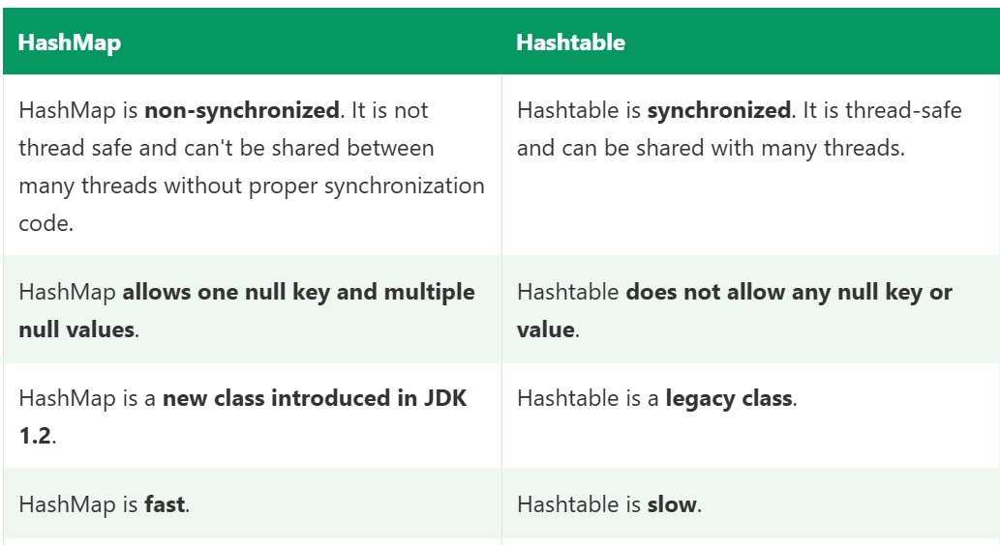 HashMap
Hashtable
HashMap is non-synchronized. It is not
thread safe and can't be shared between
many threads without proper synchronization
code.
Hashtable is synchronized. It is thread-safe
and can be shared with many threads.
HashMap allows one null key and multiple
null values.
Hashtable does not allow any null key or
value.
HashMap is a new class introduced in JDK
1.2.
Hashtable is a legacy class.
HashMap is fast.
Hashtable is slow.